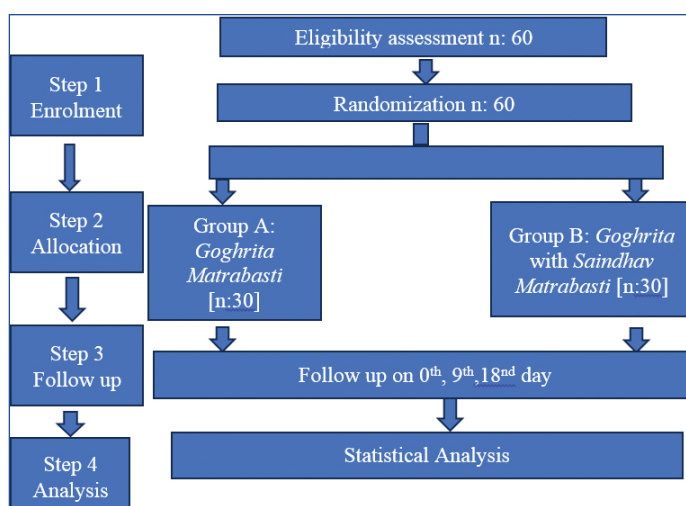 Eligibility assessment n: 60
Step 1
Enrolment
Randomization n: 60
Step 2
Allocation
Group A:
Goghrita
Matrabasti
[n:30]
Group B: Goghrita
with Saindhav
Matrabasti [n:30]
Step 3
Follow up
Follow up on 0th, 9th,18nd day
Step 4
Analysis
Statistical Analysis